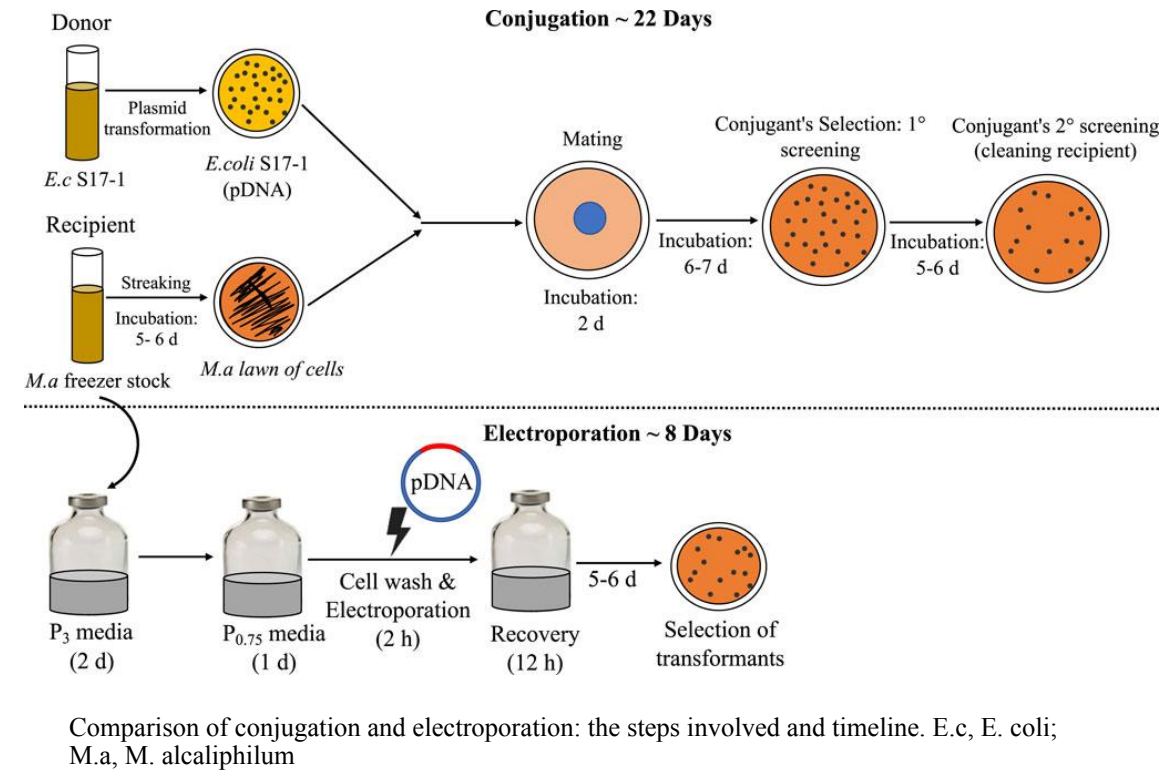 Conjugation ~ 22 Days
Donor
Plasmid
transformation
E.c S17-1
E.coli S17-1
(pDNA)
Recipient
Streaking
Incubation:
5- 6 d
M.a freezer stock
M.a lawn of cells
Mating
Incubation:
2 d
Incubation:
6-7 d
Conjugant's Selection: 1°
screening
Incubation:
5-6 d
Conjugant's 2° screening
(cleaning recipient)
Electroporation ~ 8 Days
P3 media
(2 d)
P0.75 media
(1 d)
pDNA
Cell wash &
Electroporation
(2 h)
Recovery
(12 h)
5-6 d
Selection of
transformants
Comparison of conjugation and electroporation: the steps involved and timeline. E.c, E. coli;
M.a, M. alcaliphilum